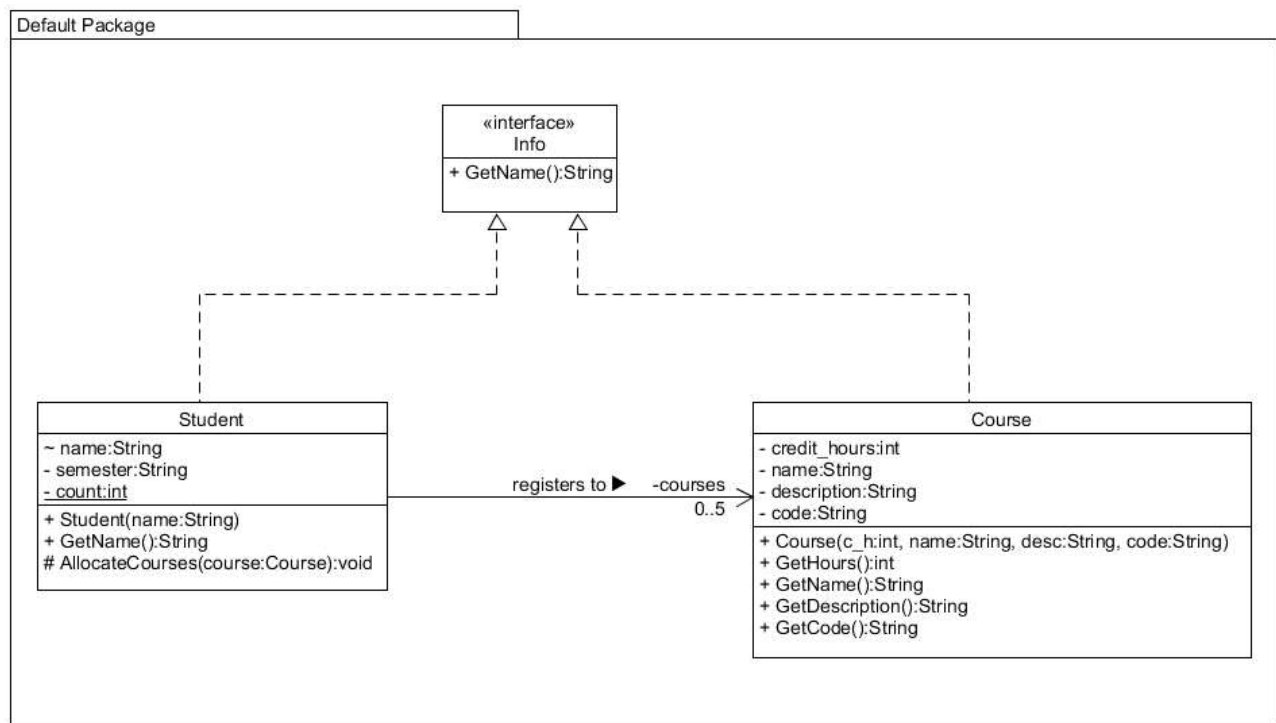 Default Package
«interface»
Info
+ GetName():String
Student
~ name:String
- semester:String
- count:int
+ Student(name:String)
+ GetName():String
# AllocateCourses(course:Course):void
registers to ▶ -courses
0..5
Course
- credit_hours:int
- name:String
- description:String
- code:String
+ Course(c_h:int, name:String, desc:String, code:String)
+ GetHours():int
+ GetName():String
+ GetDescription():String
+ GetCode():String